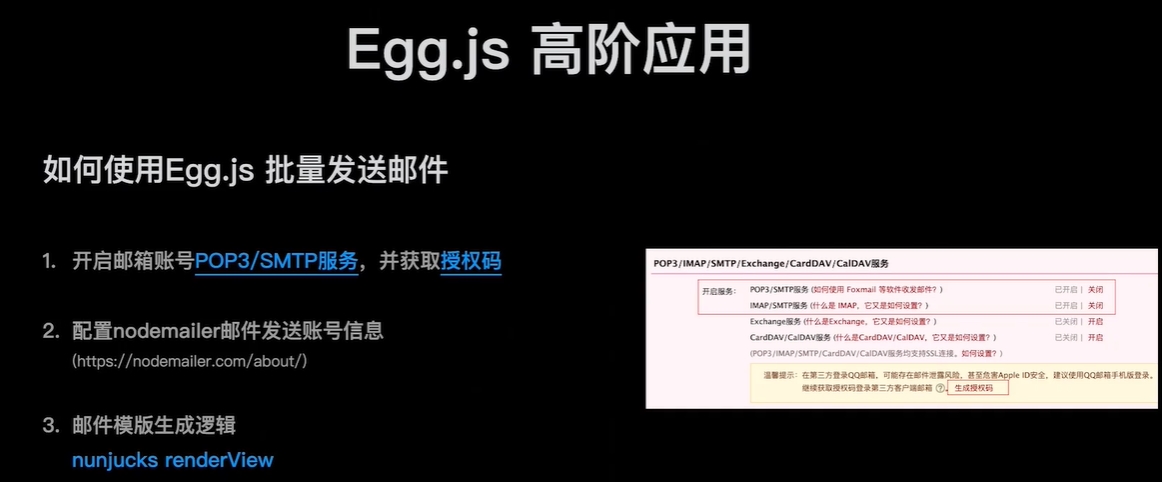 Egg.js 高阶应用
如何使用Egg.js 批量发送邮件
1. 开启邮箱账号POP3/SMTP服务，并获取授权码
2. 配置nodemailer邮件发送账号信息
(https://nodemailer.com/about/)
3. 邮件模版生成逻辑
nunjucks renderView
POP3/IMAP/SMTP/Exchange/CardDAV/CalDAV服务
开启服务： POP3/SMTP服务 (如何使用 Foxmail 等软件收发邮件？) 已开启 | 关闭
IMAP/SMTP服务 (什么是 IMAP，它又是如何设置？) 已开启 | 关闭
Exchange服务 (什么是Exchange，它又是如何设置？) 已关闭 | 开启
CardDAV/CalDAV服务 (什么是CardDAV/CalDAV，它又是如何设置？) 已关闭 | 开启
(POP3/IMAP/SMTP/CardDAV/CalDAV服务均支持SSL连接。如何设置？)
温馨提示：在第三方登录QQ邮箱，可能存在邮件泄露风险，甚至危害Apple ID安全，建议使用QQ邮箱手机版登录。
继续获取授权码登录第三方客户端邮箱 ?。生成授权码